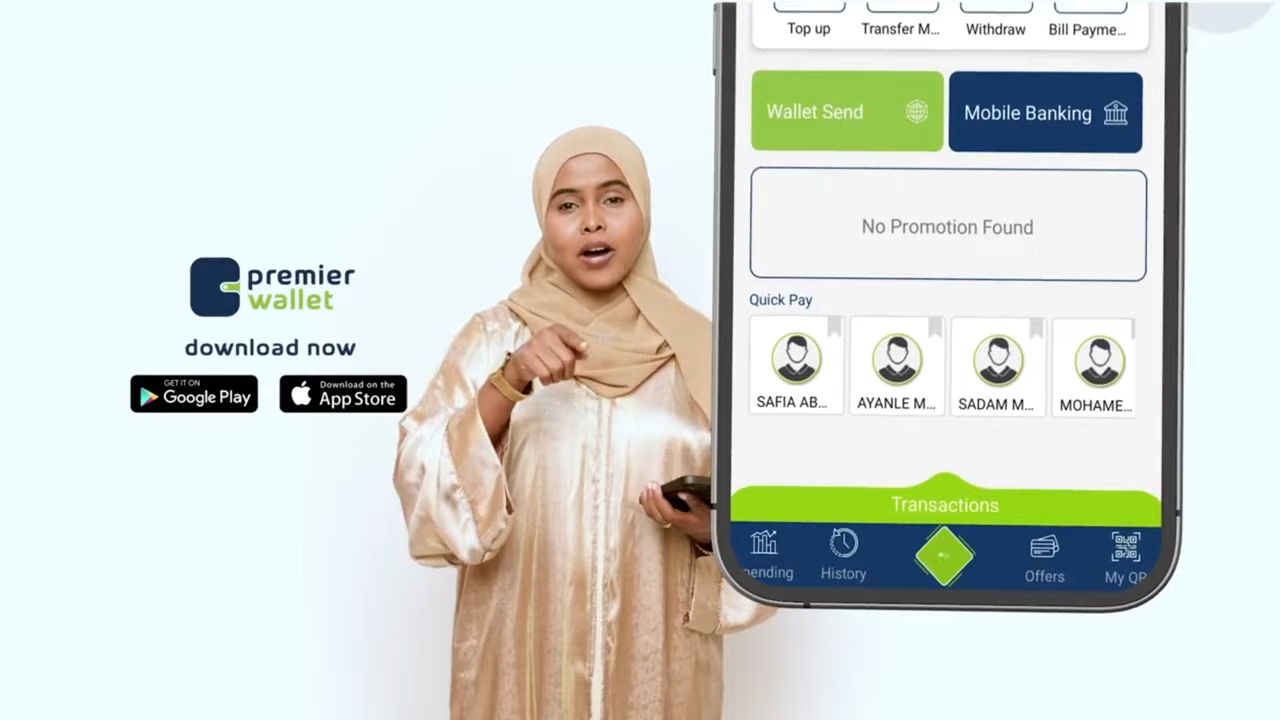 premier
wallet
download now
GET IT ON
Google Play
Download on the
App Store
Top up
Transfer M...
Withdraw
Bill Payme...
Wallet Send
Mobile Banking
No Promotion Found
Quick Pay
SAFIA AB...
AYANLE M...
SADAM M...
MOHAME...
Transactions
pending
History
Offers
My QR